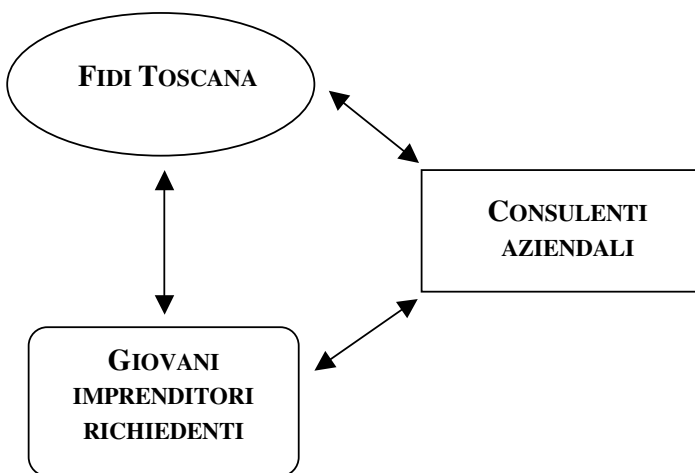 FIDI TOSCANA
CONSULENTI
AZIENDALI
GIOVANI
IMPRENDITORI
RICHIEDENTI